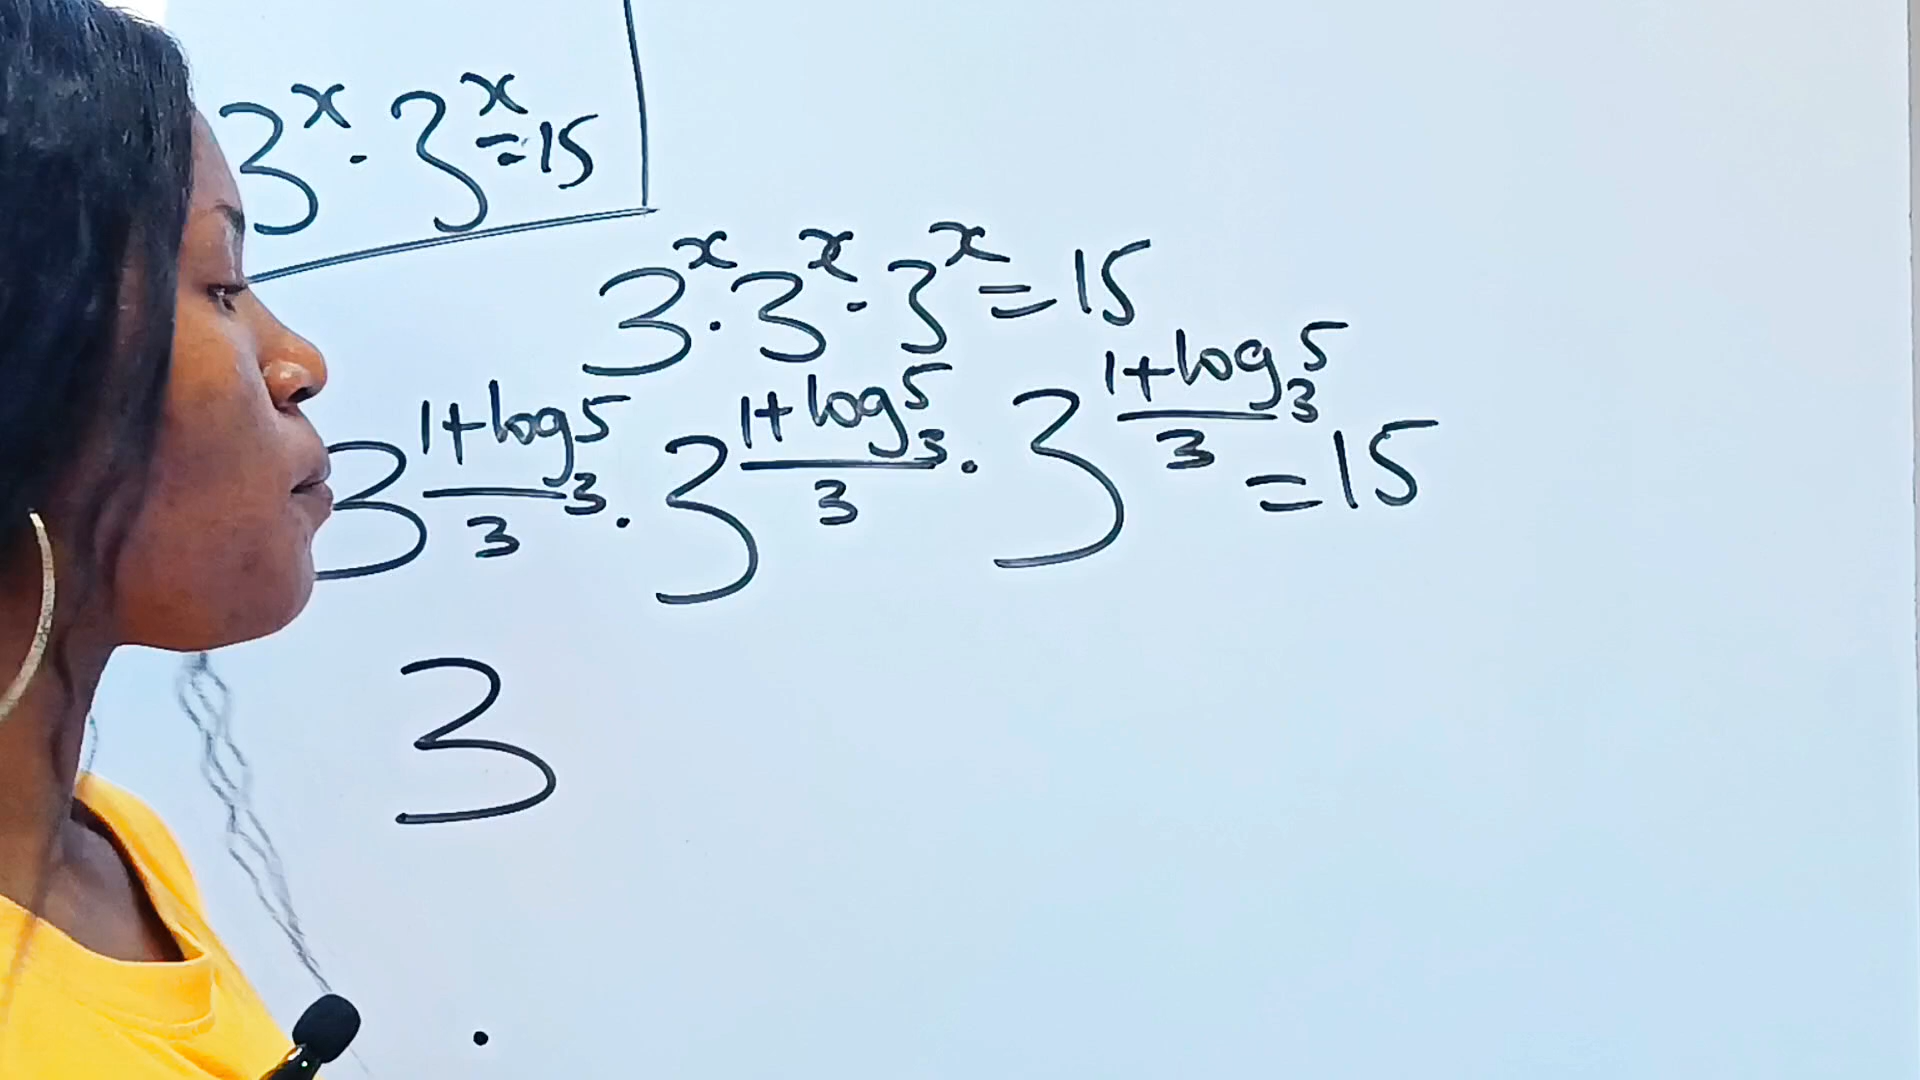 3^x · 3^x = 15
3^x · 3^x · 3^x = 15
3^((1+log_3 5)/3) · 3^((1+log_3 5)/3) · 3^((1+log_3 5)/3) = 15
3